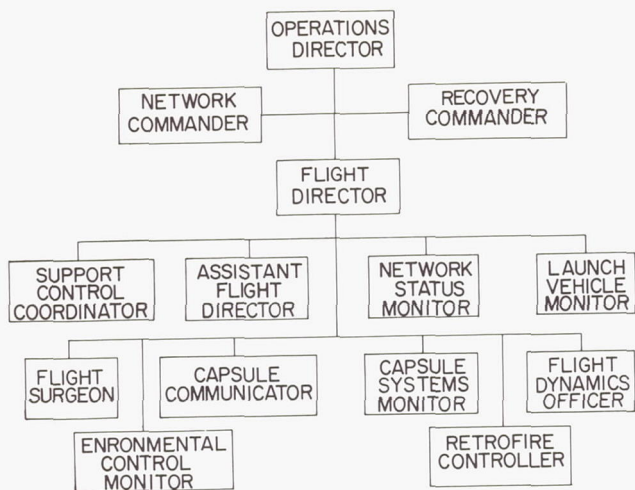 OPERATIONS
DIRECTOR
NETWORK
COMMANDER
RECOVERY
COMMANDER
FLIGHT
DIRECTOR
SUPPORT
CONTROL
COORDINATOR
ASSISTANT
FLIGHT
DIRECTOR
NETWORK
STATUS
MONITOR
LAUNCH
VEHICLE
MONITOR
FLIGHT
SURGEON
CAPSULE
COMMUNICATOR
CAPSULE
SYSTEMS
MONITOR
FLIGHT
DYNAMICS
OFFICER
ENRONMENTAL
CONTROL
MONITOR
RETROFIRE
CONTROLLER